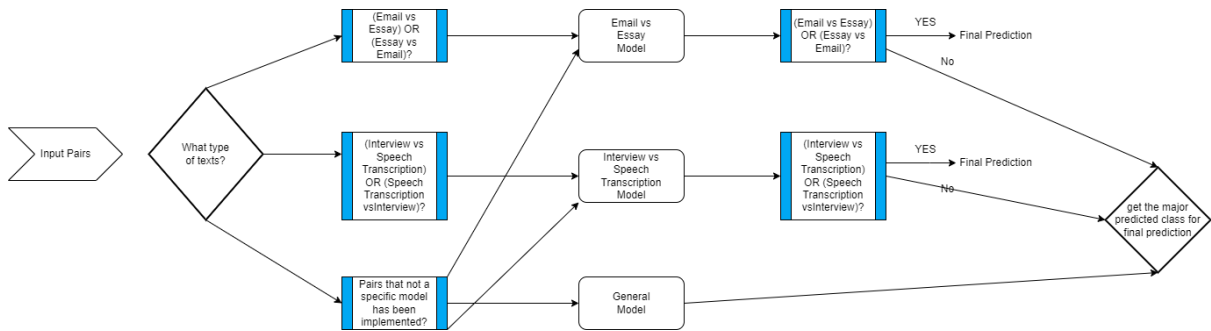 Input Pairs
What type
of texts?
(Email vs
Essay) OR
(Essay vs
Email)?
Email vs
Essay
Model
(Email vs Essay)
OR (Essay vs
Email)?
YES
Final Prediction
No
(Interview vs
Speech
Transcription)
OR (Speech
Transcription
vsInterview)?
Interview vs
Speech
Transcription
Model
(Interview vs
Speech
Transcription)
OR (Speech
Transcription
vsInterview)?
YES
Final Prediction
No
get the major
predicted class for
final prediction
Pairs that not a
specific model
has been
implemented?
General
Model